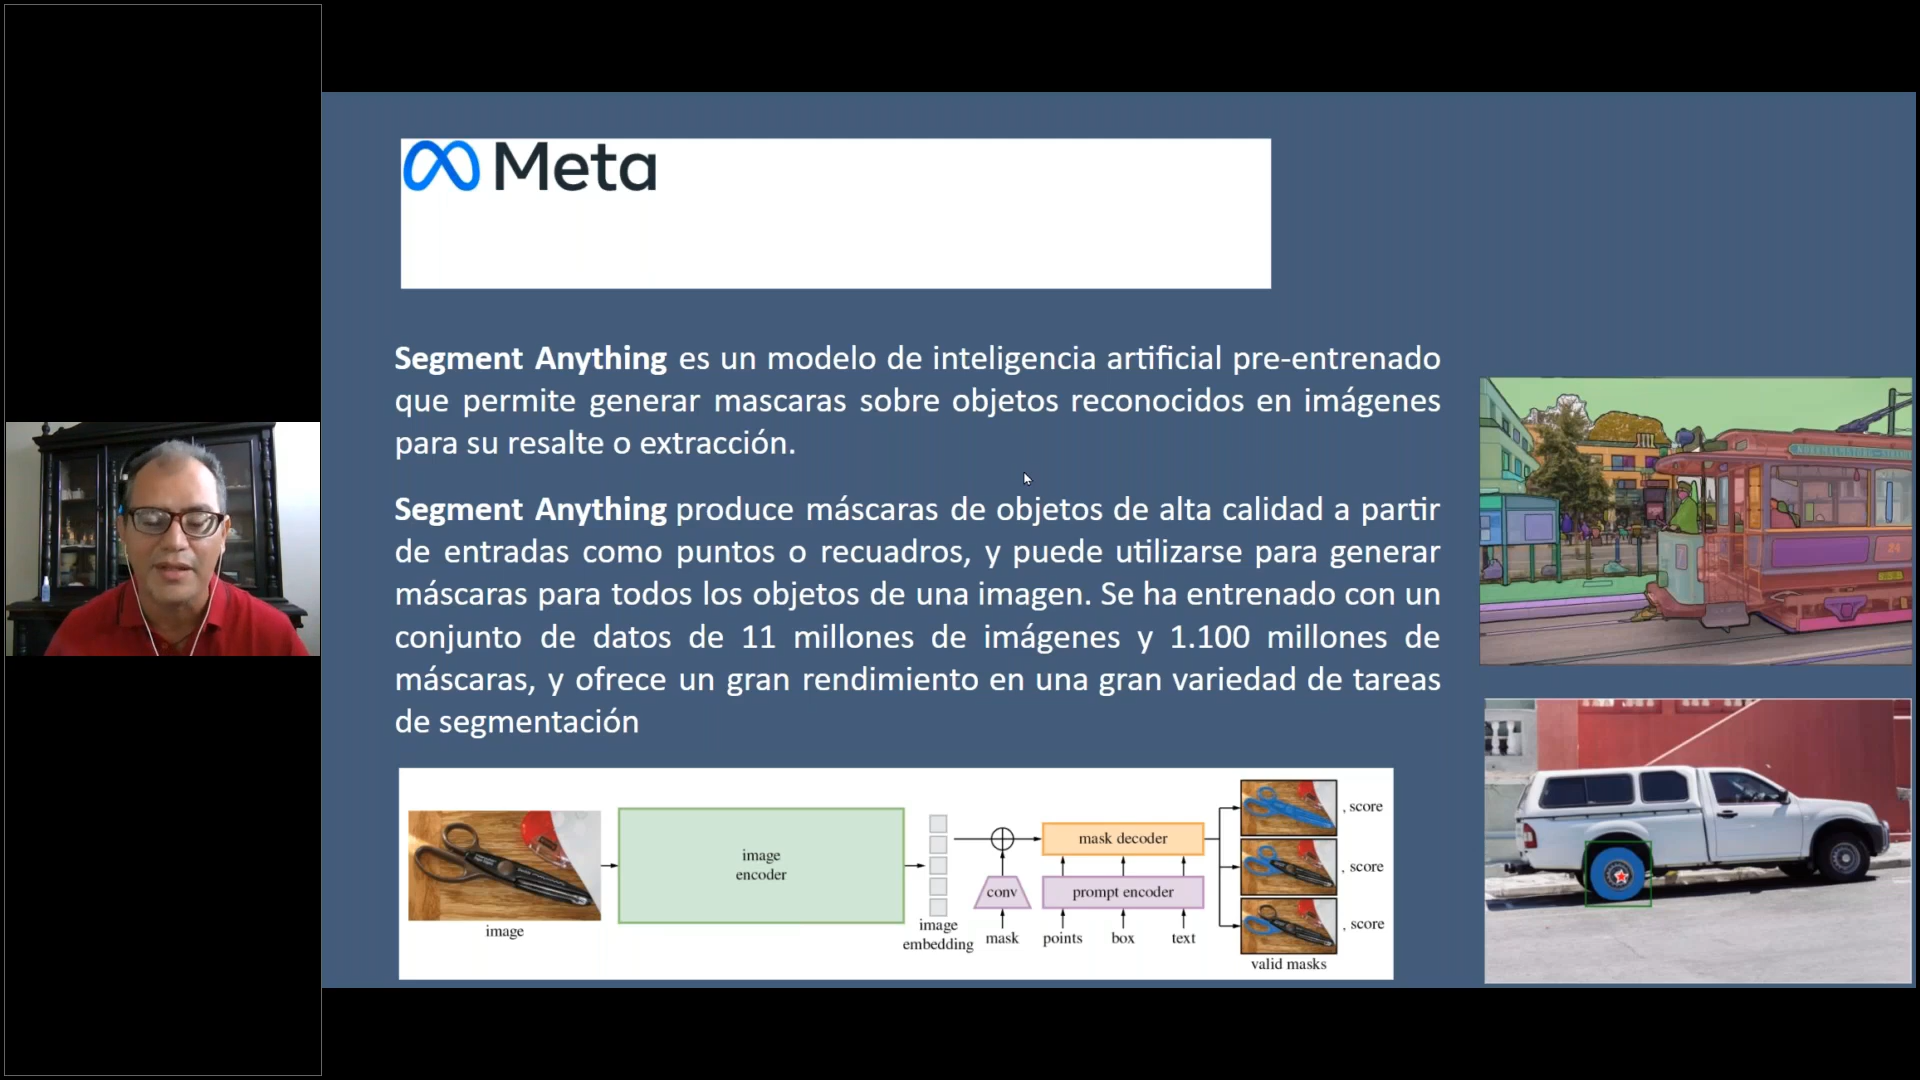 Meta
Segment Anything es un modelo de inteligencia artificial pre-entrenado
que permite generar mascaras sobre objetos reconocidos en imágenes
para su resalte o extracción.
Segment Anything produce máscaras de objetos de alta calidad a partir
de entradas como puntos o recuadros, y puede utilizarse para generar
máscaras para todos los objetos de una imagen. Se ha entrenado con un
conjunto de datos de 11 millones de imágenes y 1.100 millones de
máscaras, y ofrece un gran rendimiento en una gran variedad de tareas
de segmentación
24
image
image
encoder
image
embedding
conv
mask
mask decoder
prompt encoder
points
box
text
, score
, score
, score
valid masks